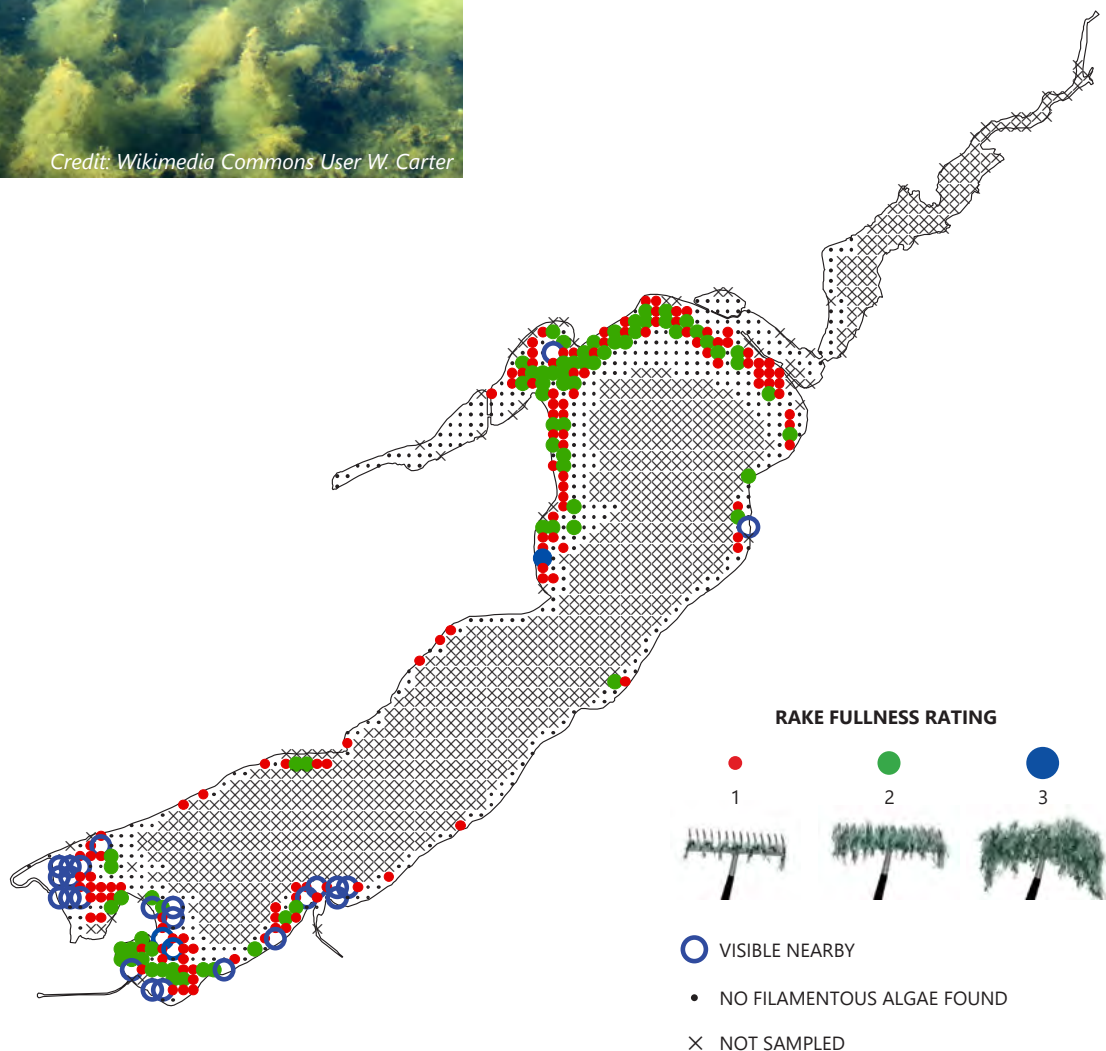 Credit: Wikimedia Commons User W. Carter
RAKE FULLNESS RATING
1
2
3
VISIBLE NEARBY
NO FILAMENTOUS ALGAE FOUND
NOT SAMPLED